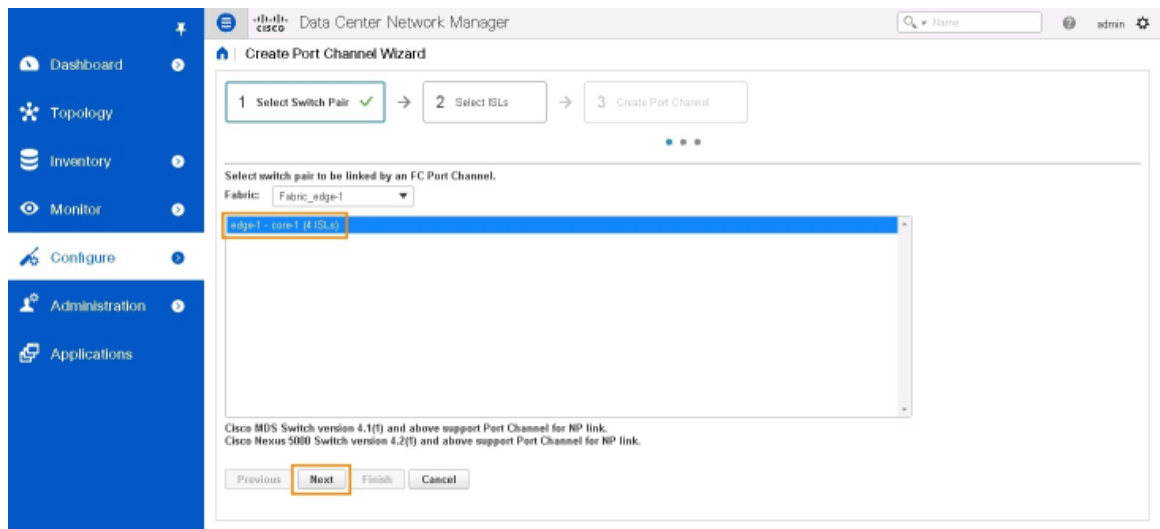 cisco Data Center Network Manager
Name
admin
Create Port Channel Wizard
Dashboard
Topology
Inventory
Monitor
Configure
Administration
Applications
1 Select Switch Pair
2 Select ISLs
3 Create Port Channel
Select switch pair to be linked by an FC Port Channel.
Fabric: Fabric_edge-1
edge-1 - core-1 (4 ISLs)
Cisco MDS Switch version 4.1(1) and above support Port Channel for NP link.
Cisco Nexus 5000 Switch version 4.2(1) and above support Port Channel for NP link.
Previous Next Finish Cancel